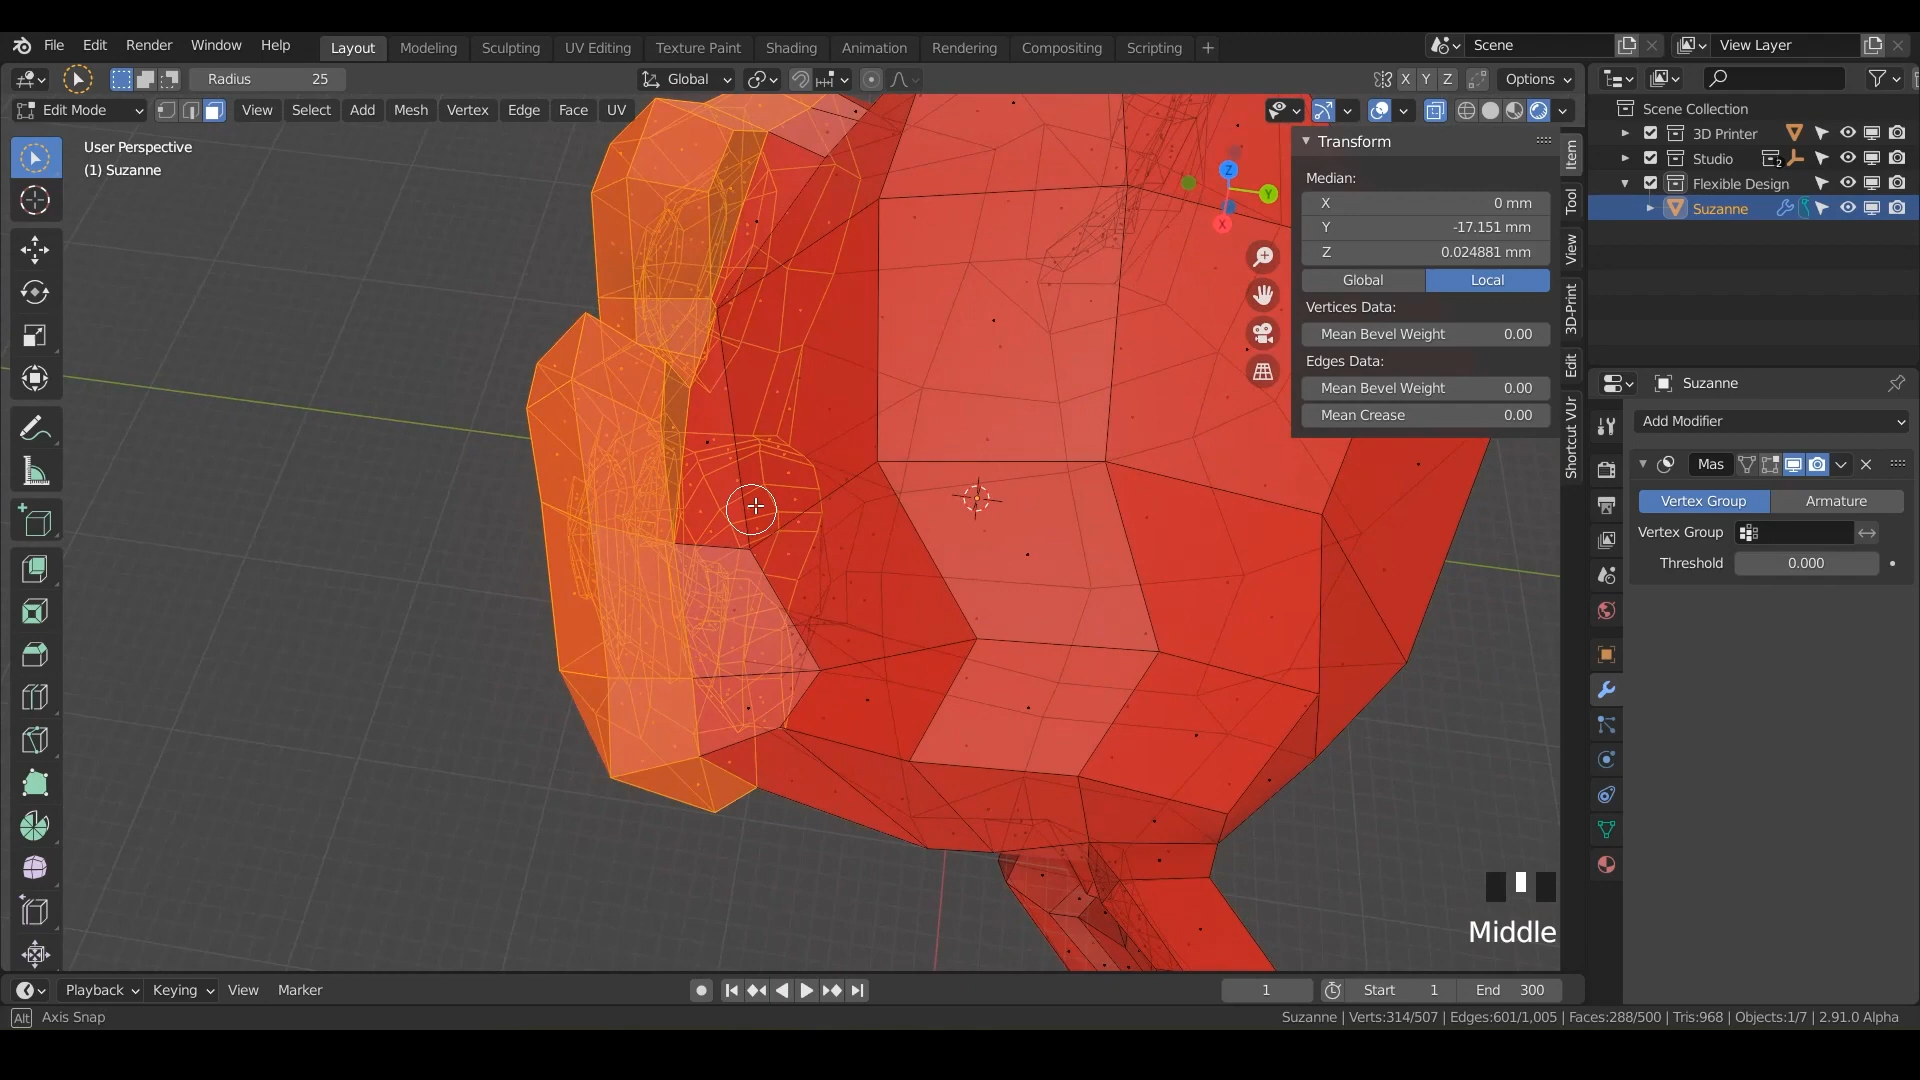 File Edit Render Window Help Layout Modeling Sculpting UV Editing Texture Paint Shading Animation Rendering Compositing Scripting + Scene View Layer
Radius 25 Global X Y Z Options
Edit Mode View Select Add Mesh Vertex Edge Face UV
Scene Collection
3D Printer
Studio 2
Flexible Design
Suzanne
User Perspective
(1) Suzanne
Z
Y
X
Transform
Median:
X 0 mm
Y -17.151 mm
Z 0.024881 mm
Global Local
Vertices Data:
Mean Bevel Weight 0.00
Edges Data:
Mean Bevel Weight 0.00
Mean Crease 0.00
Item
Tool
View
3D-Print
Edit
Shortcut VUr
Suzanne
Add Modifier
Mas
Vertex Group Armature
Vertex Group
Threshold 0.000
Middle
Playback Keying View Marker 1 Start 1 End 300
Alt Axis Snap
Suzanne | Verts:314/507 | Edges:601/1,005 | Faces:288/500 | Tris:968 | Objects:1/7 | 2.91.0 Alpha